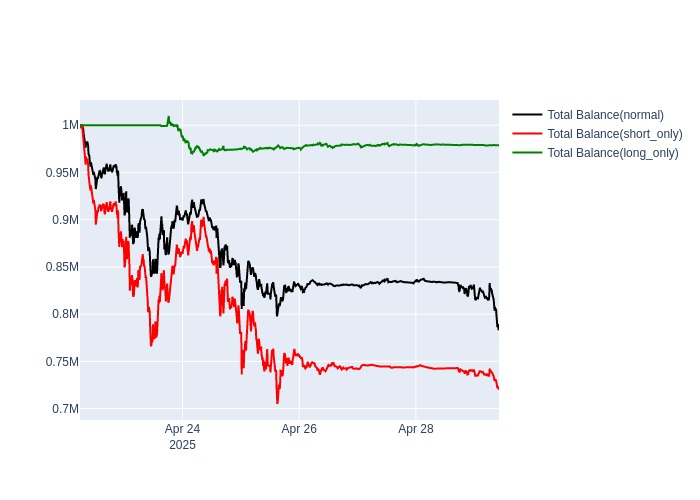 1M
0.95M
0.9M
0.85M
0.8M
0.75M
0.7M
Apr 24
2025
Apr 26
Apr 28
Total Balance(normal)
Total Balance(short_only)
Total Balance(long_only)